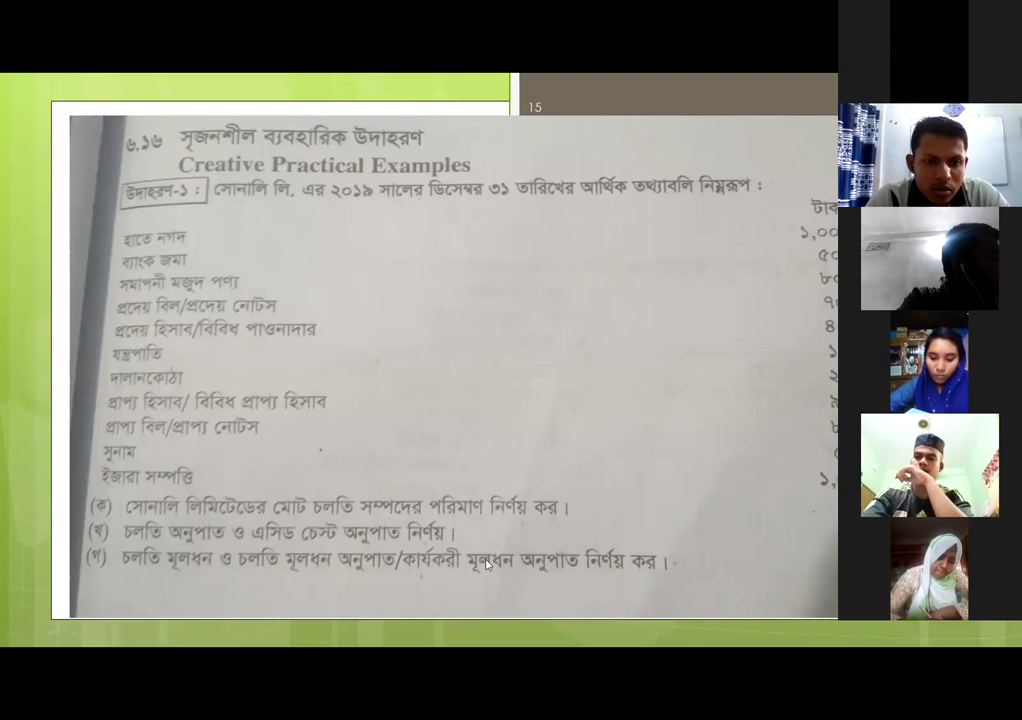 15
৬.১৬ সৃজনশীল ব্যবহারিক উদাহরণ
Creative Practical Examples
উদাহরণ-১ : সোনালি লি. এর ২০১৯ সালের ডিসেম্বর ৩১ তারিখের আর্থিক তথ্যাবলি নিম্নরূপ :
হাতে নগদ
ব্যাংক জমা
সমাপনী মজুদ পণ্য
প্রদেয় বিল/প্রদেয় নোটস
প্রদেয় হিসাব/বিবিধ পাওনাদার
যন্ত্রপাতি
দালানকোঠা
প্রাপ্য হিসাব/ বিবিধ প্রাপ্য হিসাব
প্রাপ্য বিল/প্রাপ্য নোটস
সুনাম
ইজারা সম্পত্তি
(ক) সোনালি লিমিটেডের মোট চলতি সম্পদের পরিমাণ নির্ণয় কর।
(খ) চলতি অনুপাত ও এসিড চেস্ট অনুপাত নির্ণয়।
(গ) চলতি মূলধন ও চলতি মূলধন অনুপাত/কার্যকরী মূলধন অনুপাত নির্ণয় কর।